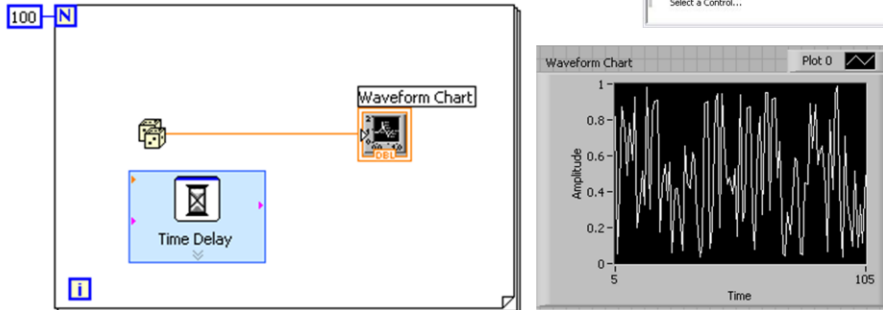 100
N
Waveform Chart
DBL
Time Delay
i
Select a Control...
Waveform Chart
Plot 0
Amplitude
1
0.8
0.6
0.4
0.2
0
5
105
Time